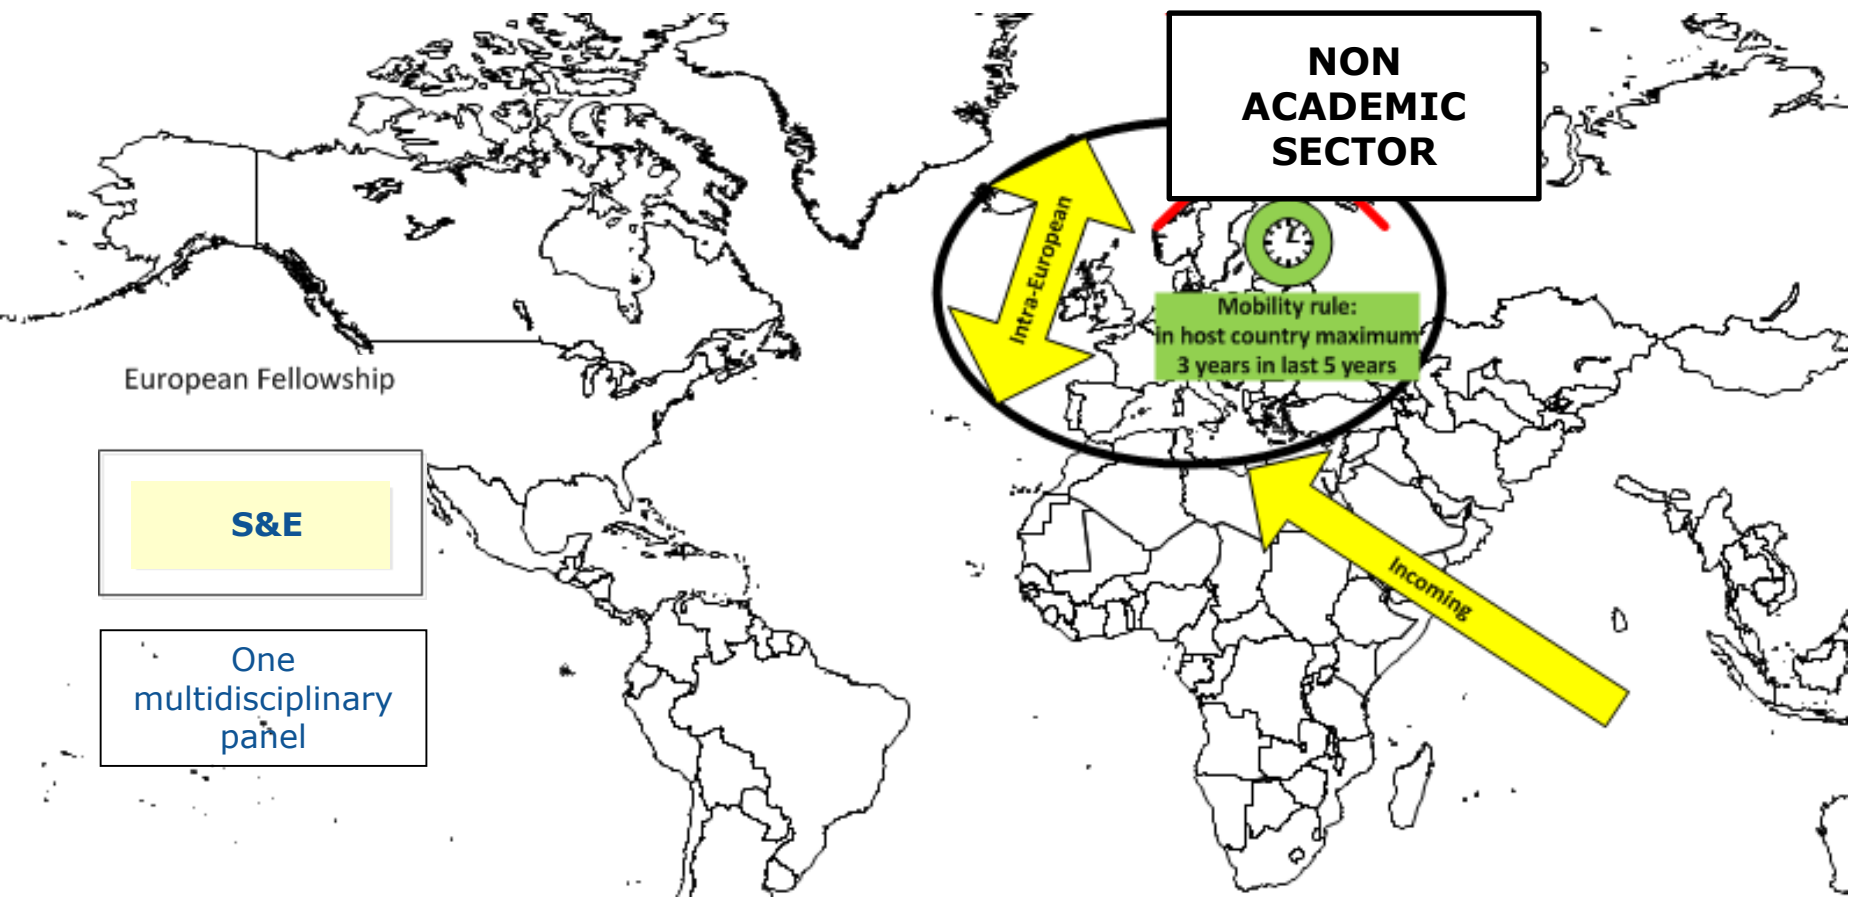 NON
ACADEMIC
SECTOR
Intra-European
Mobility rule:
in host country maximum
3 years in last 5 years
European Fellowship
S&E
Incoming
One
multidisciplinary
panel